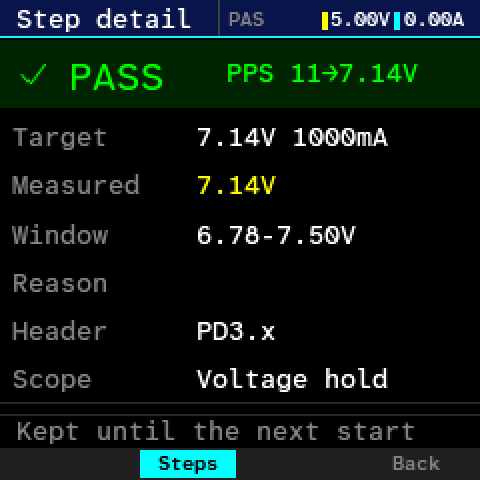 Step detail PAS 5.00V 0.00A
✓ PASS PPS 11→7.14V
Target 7.14V 1000mA
Measured 7.14V
Window 6.78-7.50V
Reason
Header PD3.x
Scope Voltage hold
Kept until the next start
Steps Back